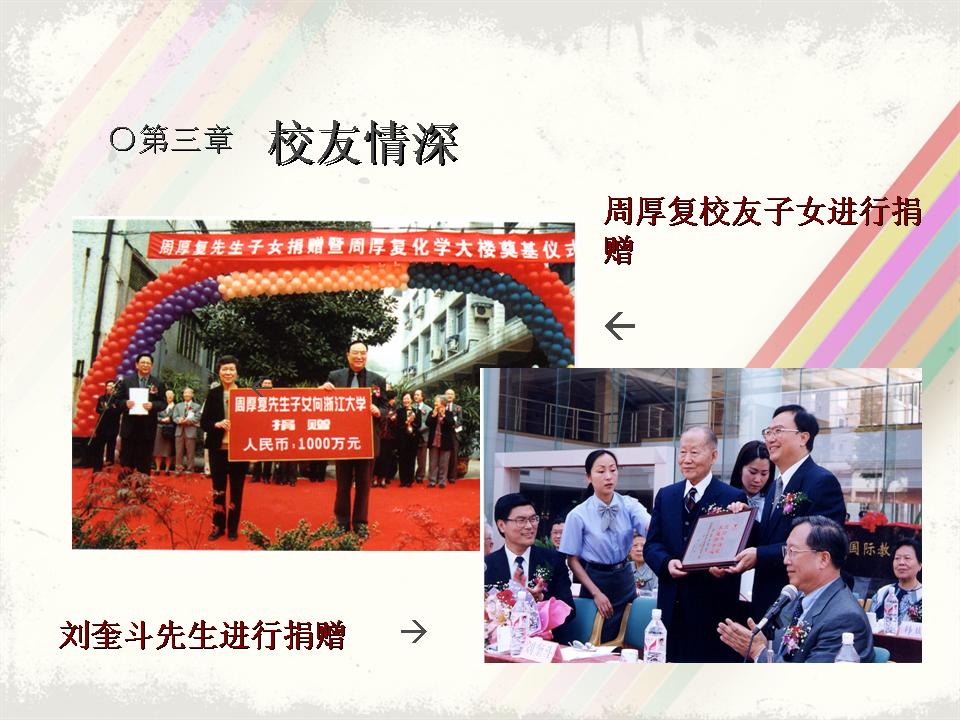 ○第三章 校友情深
周厚复校友子女进行捐
赠
←
周厚复先生子女捐赠暨周厚复化学大楼奠基仪式
周厚复先生子女向浙江大学
捐 赠
人民币:1000万元
国际教
刘奎斗
刘奎斗先生进行捐赠 →